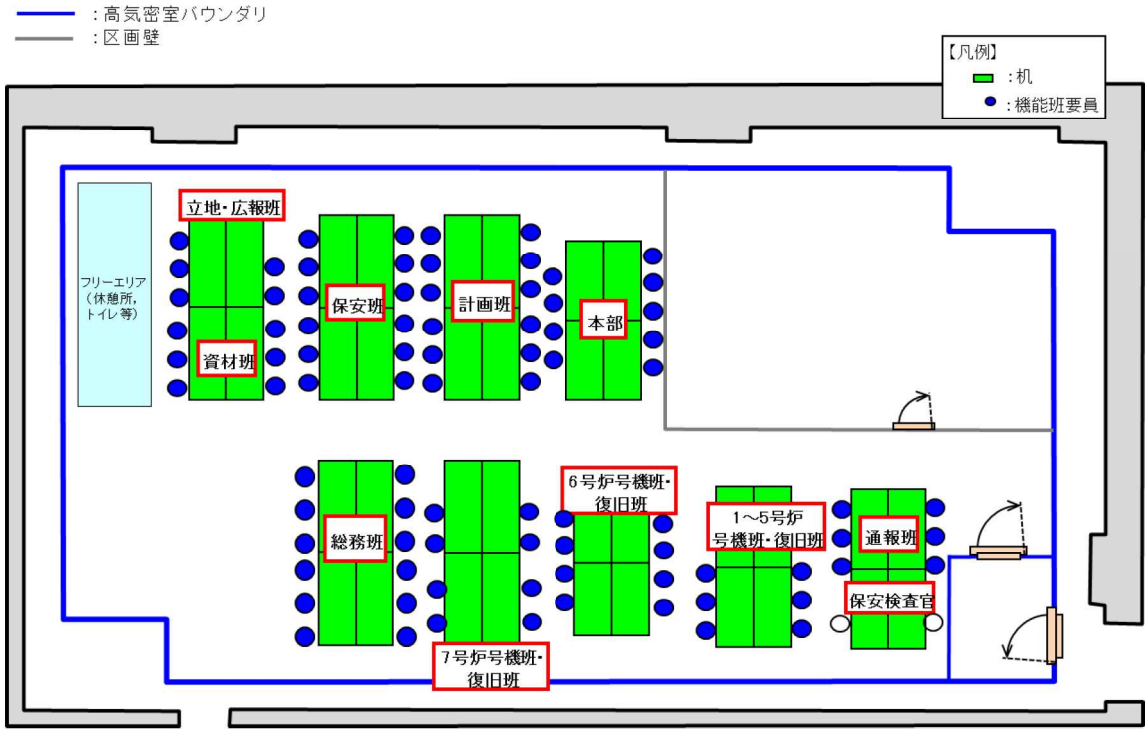 ：高気密室バウンダリ
：区画壁
【凡例】
：机
：機能班要員
立地・広報班
フリーエリア
（休憩所，
トイレ等）
保安班
計画班
本部
資材班
6号炉号機班・
復旧班
1～5号炉
号機班・復旧班
総務班
通報班
保安検査官
7号炉号機班・
復旧班